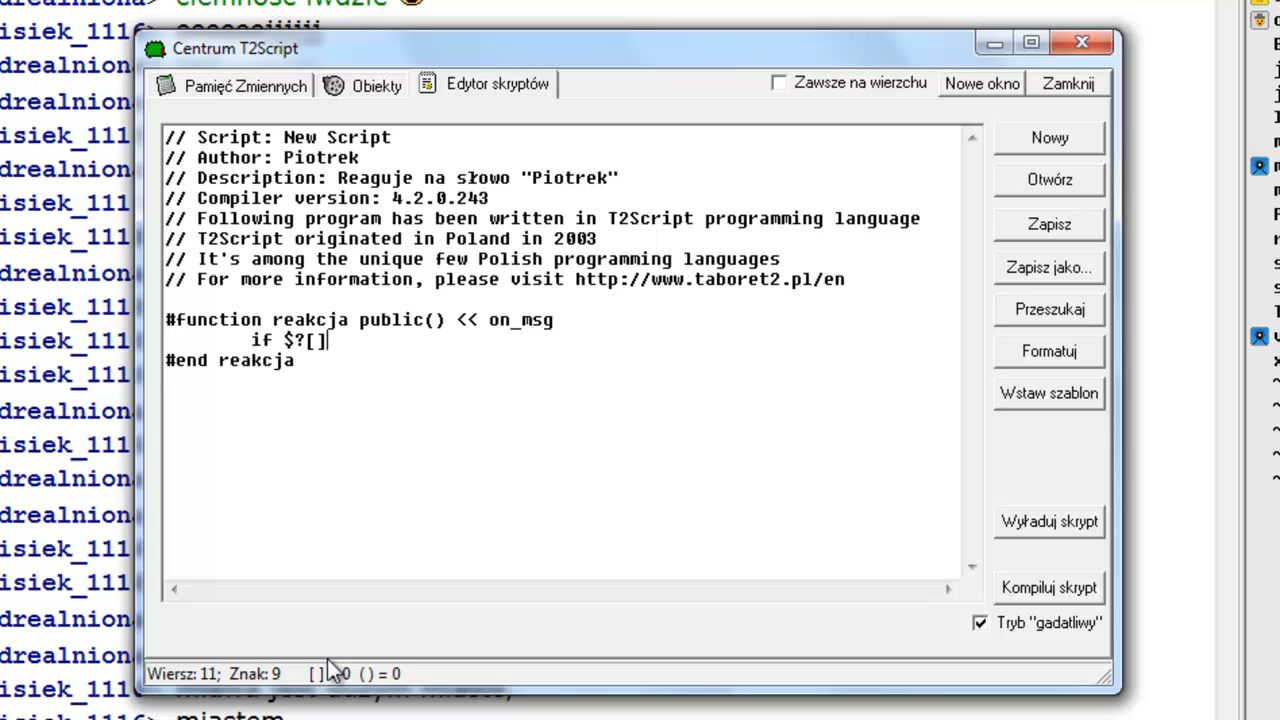 ciemność
isiek_1116>
drealniona
isiek_111
Centrum T2Script
Pamięć Zmiennych
Obiekty
Edytor skryptów
Zawsze na wierzchu
Nowe okno
Zamknij
// Script: New Script
// Author: Piotrek
// Description: Reaguje na słowo "Piotrek"
// Compiler version: 4.2.0.243
// Following program has been written in T2Script programming language
// T2Script originated in Poland in 2003
// It's among the unique few Polish programming languages
// For more information, please visit http://www.taboret2.pl/en
#function reakcja public() << on_msg
if $?[]
#end reakcja
Nowy
Otwórz
Zapisz
Zapisz jako...
Przeszukaj
Formatuj
Wstaw szablon
Wyładuj skrypt
Kompiluj skrypt
Tryb "gadatliwy"
Wiersz: 11; Znak: 9
0 () = 0
miastem